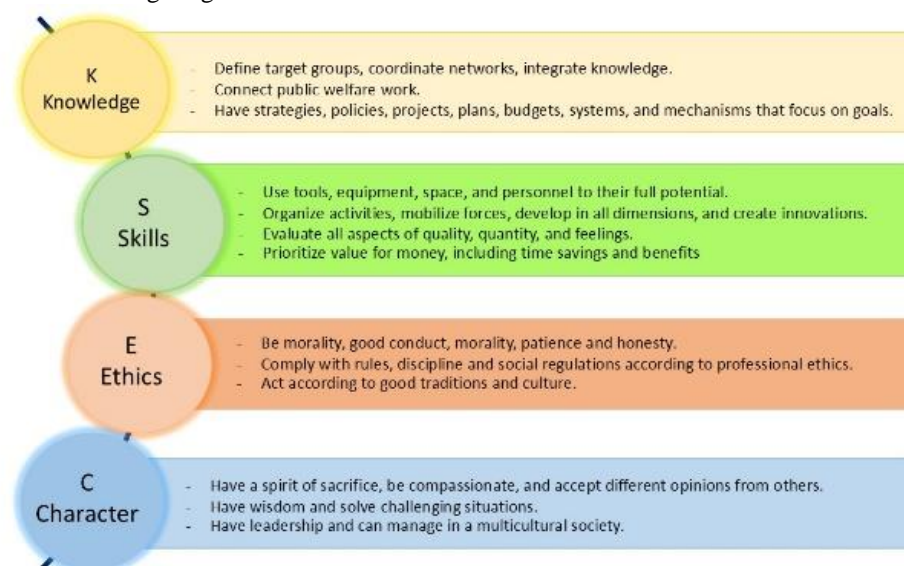 K
Knowledge
- Define target groups, coordinate networks, integrate knowledge.
- Connect public welfare work.
- Have strategies, policies, projects, plans, budgets, systems, and mechanisms that focus on goals.
S
Skills
- Use tools, equipment, space, and personnel to their full potential.
- Organize activities, mobilize forces, develop in all dimensions, and create innovations.
- Evaluate all aspects of quality, quantity, and feelings.
- Prioritize value for money, including time savings and benefits
E
Ethics
- Be morality, good conduct, morality, patience and honesty.
- Comply with rules, discipline and social regulations according to professional ethics.
- Act according to good traditions and culture.
C
Character
- Have a spirit of sacrifice, be compassionate, and accept different opinions from others.
- Have wisdom and solve challenging situations.
- Have leadership and can manage in a multicultural society.